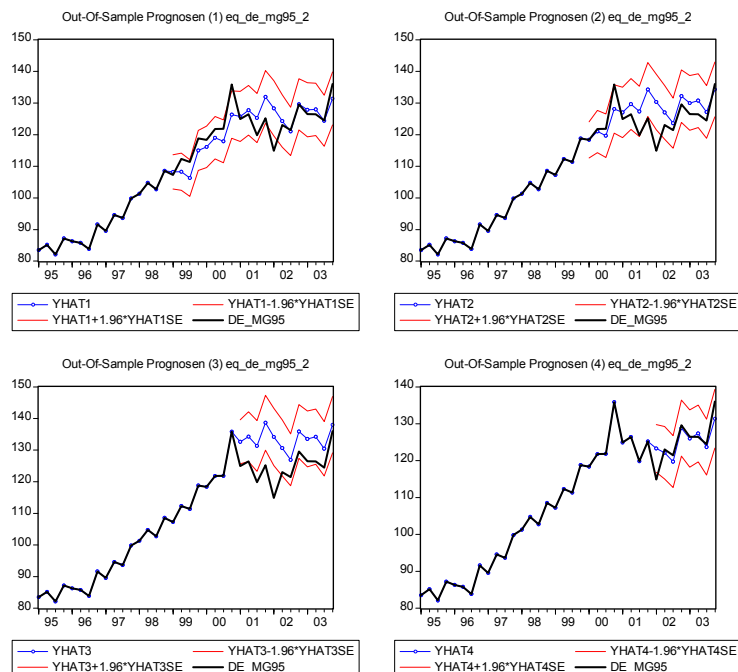 Out-Of-Sample Prognosen (1) eq_de_mg95_2
150
140
130
120
110
100
90
80
95 96 97 98 99 00 01 02 03
YHAT1 YHAT1-1.96*YHAT1SE
YHAT1+1.96*YHAT1SE DE_MG95
Out-Of-Sample Prognosen (2) eq_de_mg95_2
150
140
130
120
110
100
90
80
95 96 97 98 99 00 01 02 03
YHAT2 YHAT2-1.96*YHAT2SE
YHAT2+1.96*YHAT2SE DE_MG95
Out-Of-Sample Prognosen (3) eq_de_mg95_2
150
140
130
120
110
100
90
80
95 96 97 98 99 00 01 02 03
YHAT3 YHAT3-1.96*YHAT3SE
YHAT3+1.96*YHAT3SE DE_MG95
Out-Of-Sample Prognosen (4) eq_de_mg95_2
140
130
120
110
100
90
80
95 96 97 98 99 00 01 02 03
YHAT4 YHAT4-1.96*YHAT4SE
YHAT4+1.96*YHAT4SE DE_MG95